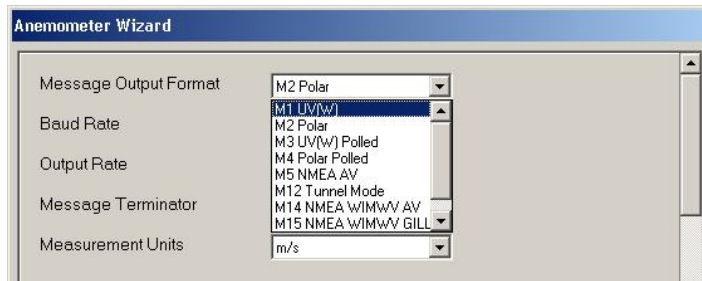 Anemometer Wizard
Message Output Format
M2 Polar
M1 UV(W)
M2 Polar
Baud Rate
M3 UV(W) Polled
M4 Polar Polled
Output Rate
M5 NMEA AV
M12 Tunnel Mode
Message Terminator
M14 NMEA WIMWV AV
M15 NMEA WIMWV GILL
Measurement Units
m/s